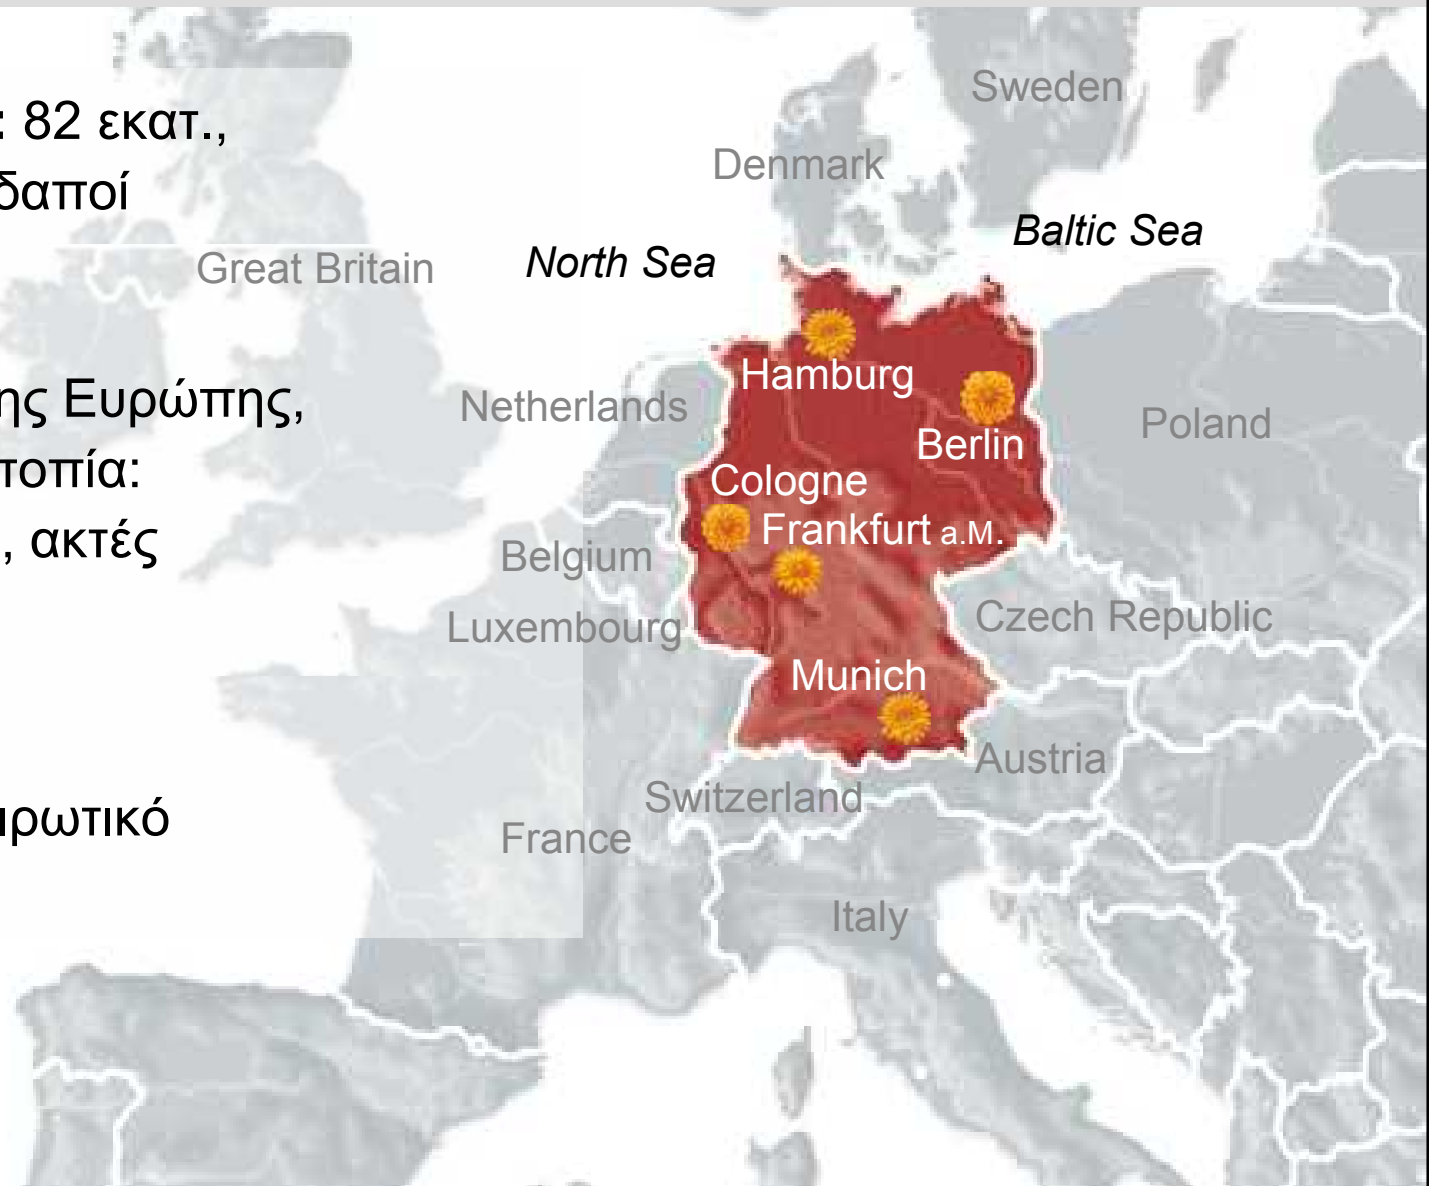 : 82 εκατ.,
δαποί
ης Ευρώπης,
τοπία:
, ακτές
ιρωτικό
Sweden
Denmark
Baltic Sea
North Sea
Great Britain
Hamburg
Netherlands
Berlin
Poland
Cologne
Frankfurt a.M.
Belgium
Czech Republic
Luxembourg
Munich
Austria
Switzerland
France
Italy